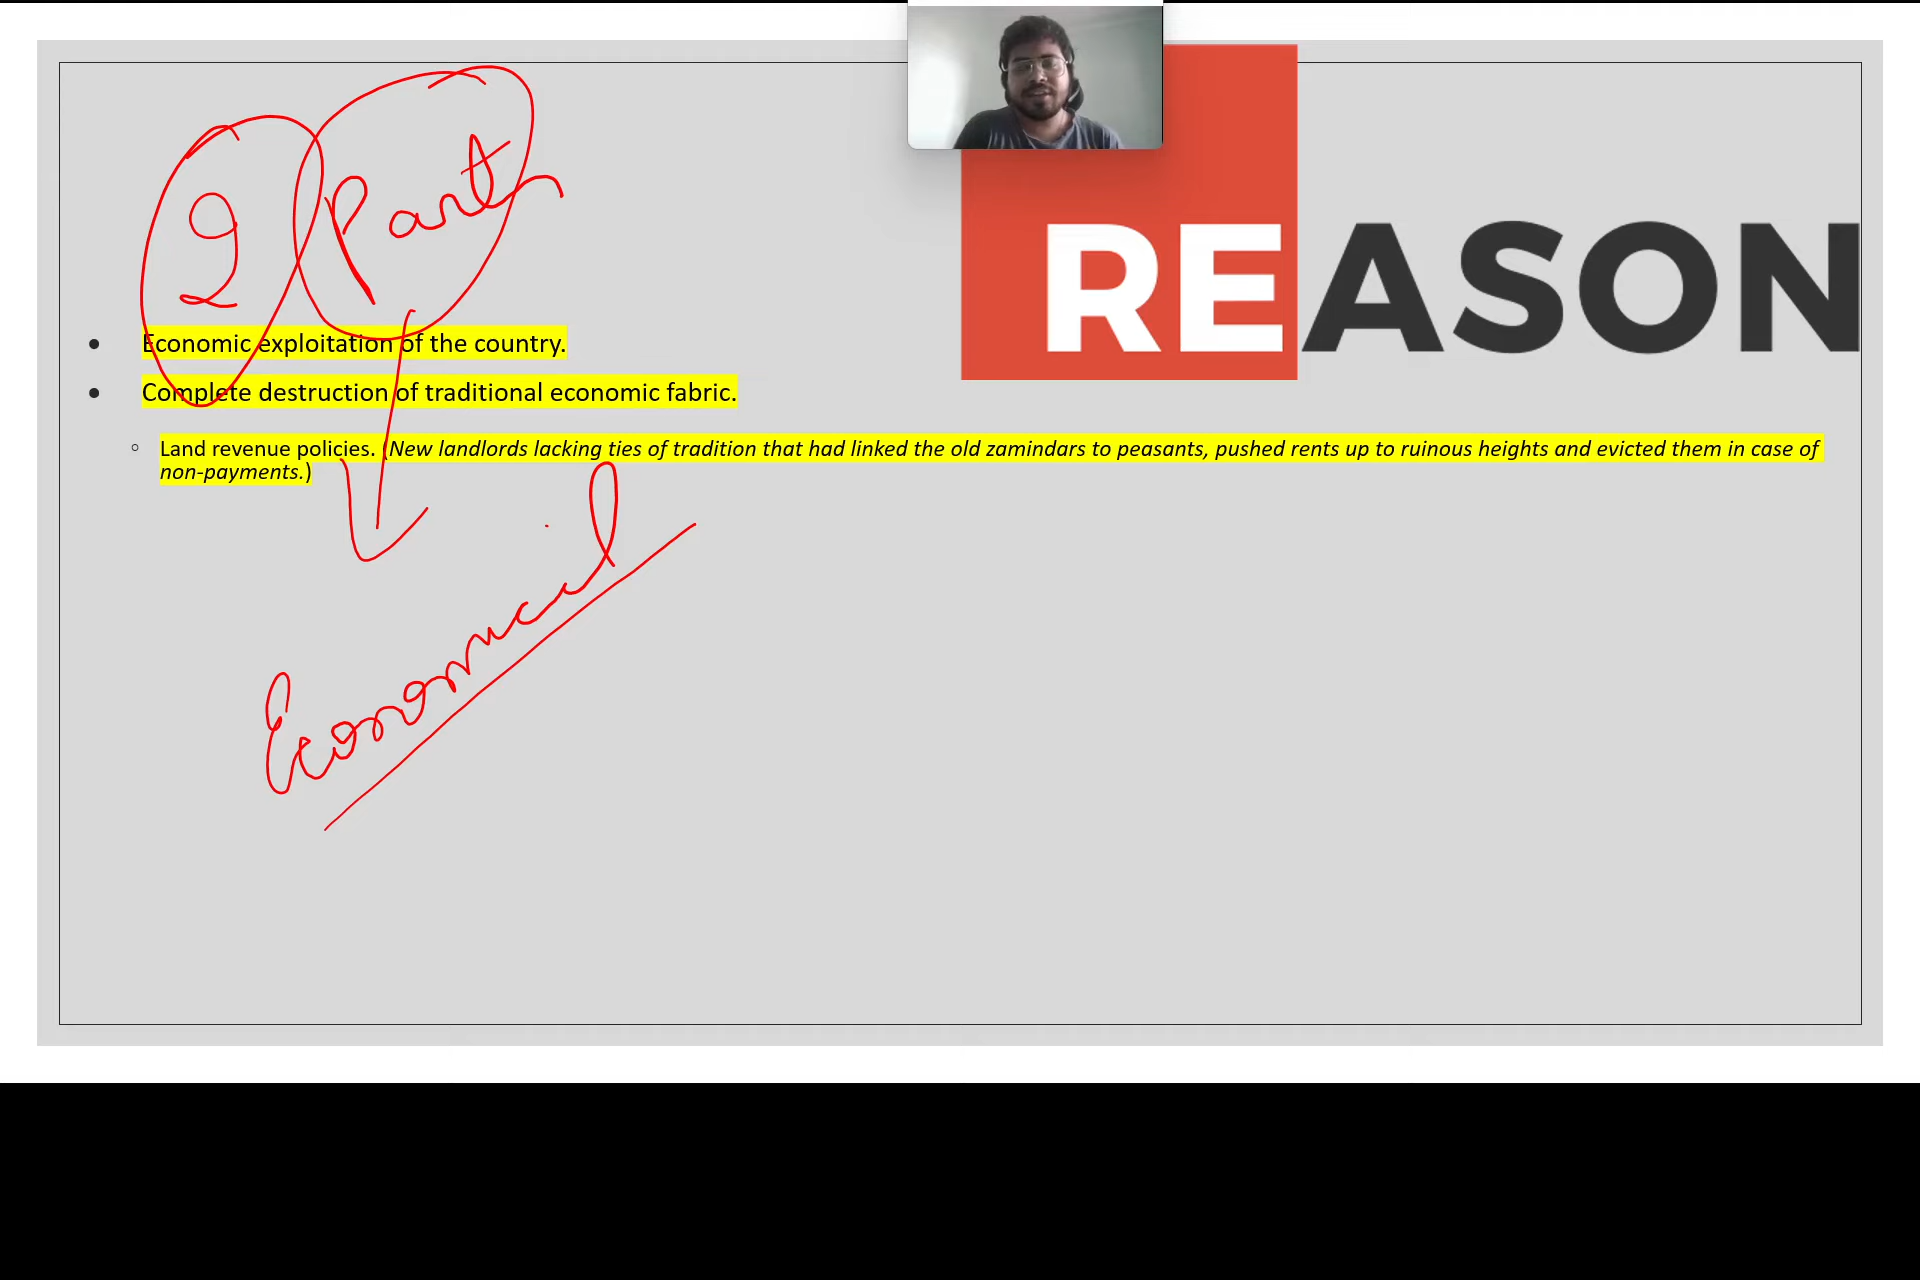 REASON
2 Part
Economic exploitation of the country.
Complete destruction of traditional economic fabric.
Land revenue policies. (New landlords lacking ties of tradition that had linked the old zamindars to peasants, pushed rents up to ruinous heights and evicted them in case of
non-payments.)
Economical